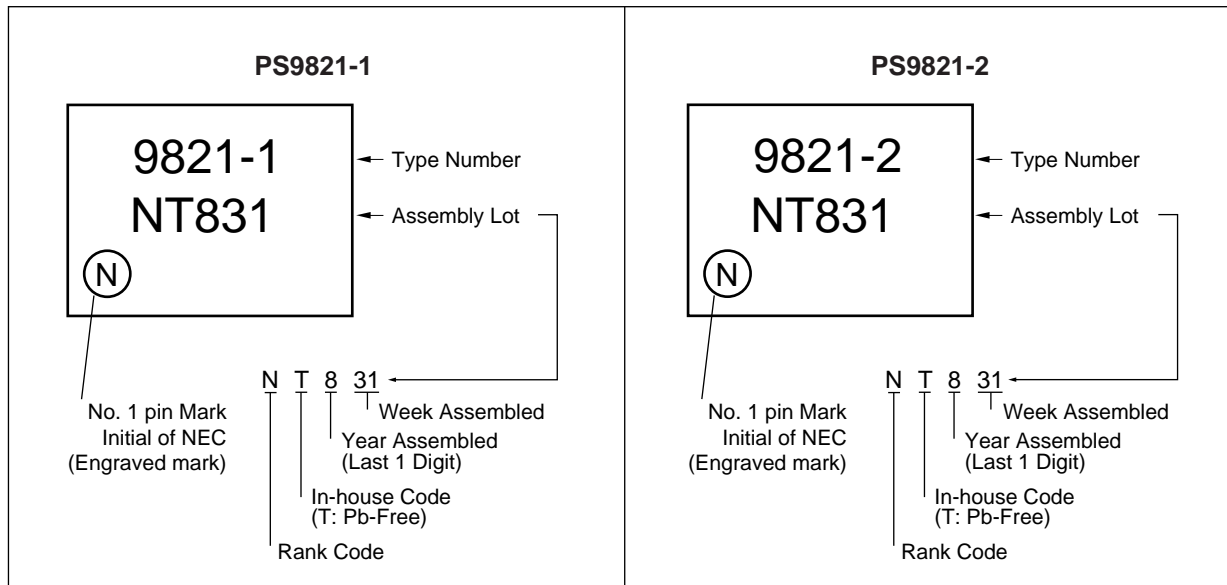 PS9821-1
9821-1
Type Number
NT831
Assembly Lot
N
N T 8 31
No. 1 pin Mark
Initial of NEC
(Engraved mark)
Week Assembled
Year Assembled
(Last 1 Digit)
In-house Code
(T: Pb-Free)
Rank Code
PS9821-2
9821-2
Type Number
NT831
Assembly Lot
N
N T 8 31
No. 1 pin Mark
Initial of NEC
(Engraved mark)
Week Assembled
Year Assembled
(Last 1 Digit)
In-house Code
(T: Pb-Free)
Rank Code